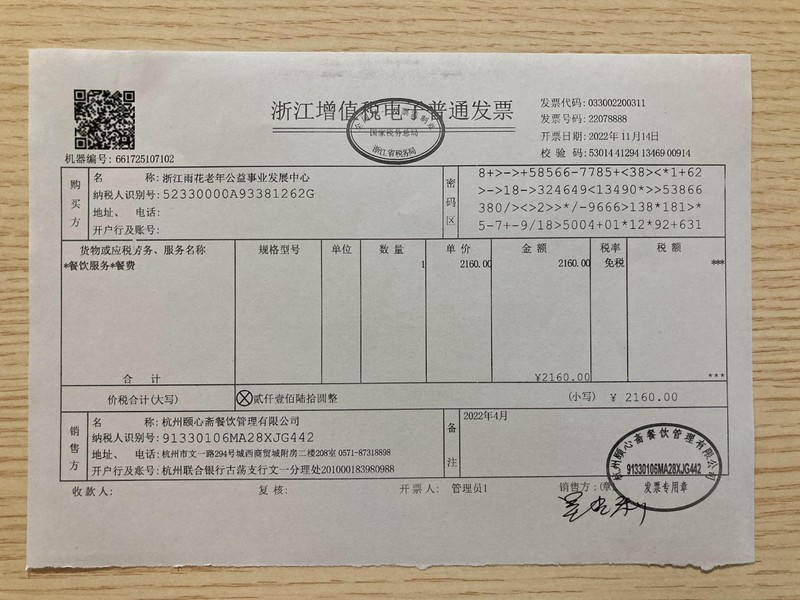 浙江增值税电子普通发票
国家税务总局
浙江省税务局
机器编号: 661725107102
发票代码: 033002200311
发票号码: 22078888
开票日期: 2022年11月14日
校 验 码: 53014 41294 13469 00914
购买方
名 称: 浙江雨花老年公益事业发展中心
纳税人识别号: 52330000A93381262G
地址、 电话:
开户行及账号:
密码区
8+>->+58566-7785+<38><*1+62
>->18->324649<13490*>>53866
380/><>2>>*/-9666>138*181>*
5-7+-9/18>5004+01*12*92+631
货物或应税劳务、服务名称 规格型号 单位 数 量 单 价 金 额 税率 税 额
*餐饮服务*餐费 1 2160.00 2160.00 免税 ***
合 计 ¥2160.00 ***
价税合计(大写) ⊗贰仟壹佰陆拾圆整 (小写) ¥ 2160.00
销售方
名 称: 杭州颐心斋餐饮管理有限公司
纳税人识别号: 91330106MA28XJG442
地址、 电话: 杭州市文一路294号城西商贸城附房二楼208室 0571-87318898
开户行及账号: 杭州联合银行古荡支行文一分理处201000183980988
备注
2022年4月
收款人: 复核: 开票人: 管理员1 销售方: (章)
杭州颐心斋餐饮管理有限公司
91330106MA28XJG442
发票专用章